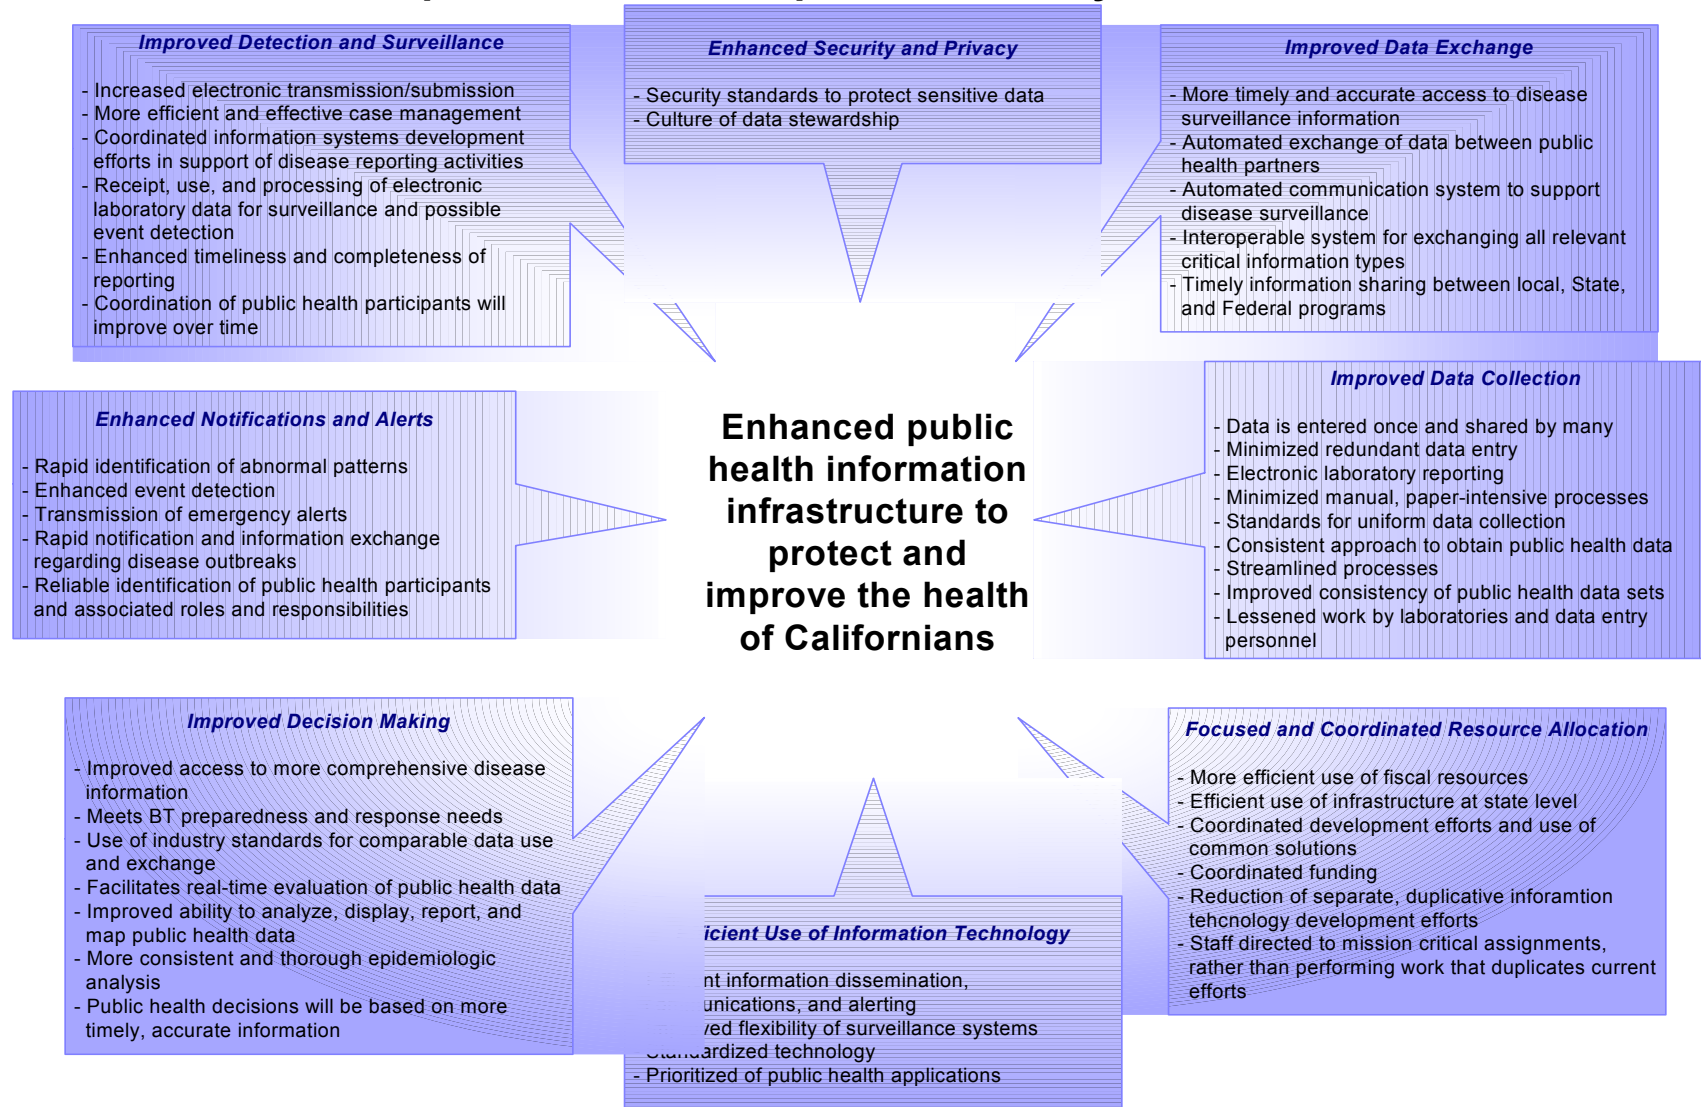 Improved Detection and Surveillance
- Increased electronic transmission/submission
- More efficient and effective case management
- Coordinated information systems development
efforts in support of disease reporting activities
- Receipt, use, and processing of electronic
laboratory data for surveillance and possible
event detection
- Enhanced timeliness and completeness of
reporting
- Coordination of public health participants will
improve over time
Enhanced Security and Privacy
- Security standards to protect sensitive data
- Culture of data stewardship
Improved Data Exchange
- More timely and accurate access to disease
surveillance information
- Automated exchange of data between public
health partners
- Automated communication system to support
disease surveillance
- Interoperable system for exchanging all relevant
critical information types
- Timely information sharing between local, State,
and Federal programs
Enhanced Notifications and Alerts
- Rapid identification of abnormal patterns
- Enhanced event detection
- Transmission of emergency alerts
- Rapid notification and information exchange
regarding disease outbreaks
- Reliable identification of public health participants
and associated roles and responsibilities
Enhanced public
health information
infrastructure to
protect and
improve the health
of Californians
Improved Data Collection
- Data is entered once and shared by many
- Minimized redundant data entry
- Electronic laboratory reporting
- Minimized manual, paper-intensive processes
- Standards for uniform data collection
- Consistent approach to obtain public health data
- Streamlined processes
- Improved consistency of public health data sets
- Lessened work by laboratories and data entry
personnel
Improved Decision Making
- Improved access to more comprehensive disease
information
- Meets BT preparedness and response needs
- Use of industry standards for comparable data use
and exchange
- Facilitates real-time evaluation of public health data
- Improved ability to analyze, display, report, and
map public health data
- More consistent and thorough epidemiologic
analysis
- Public health decisions will be based on more
timely, accurate information
Use of Information Technology
information dissemination,
and alerting
flexibility of surveillance systems
- Standardized technology
- Prioritized of public health applications
Focused and Coordinated Resource Allocation
- More efficient use of fiscal resources
- Efficient use of infrastructure at state level
- Coordinated development efforts and use of
common solutions
- Coordinated funding
- Reduction of separate, duplicative inforamtion
tehcnology development efforts
- Staff directed to mission critical assignments,
rather than performing work that duplicates current
efforts